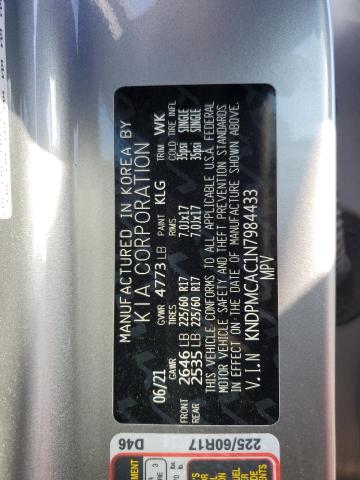 MANUFACTURED IN KOREA BY
KIA CORPORATION
06/21 GVWR 4773 LB PAINT KLG TRIM WK
GAWR TIRES RIMS COLD TIRE INFL
FRONT 2646 LB 225/60 R17 7.0Jx17 35psi SINGLE
REAR 2535 LB 225/60 R17 7.0Jx17 35psi SINGLE
THIS VEHICLE CONFORMS TO ALL APPLICABLE U.S.A. FEDERAL
MOTOR VEHICLE SAFETY AND THEFT PREVENTION STANDARDS
IN EFFECT ON THE DATE OF MANUFACTURE SHOWN ABOVE.
V.I.N KNDPMCAC1N7984433
MPV
D46 225/60R17